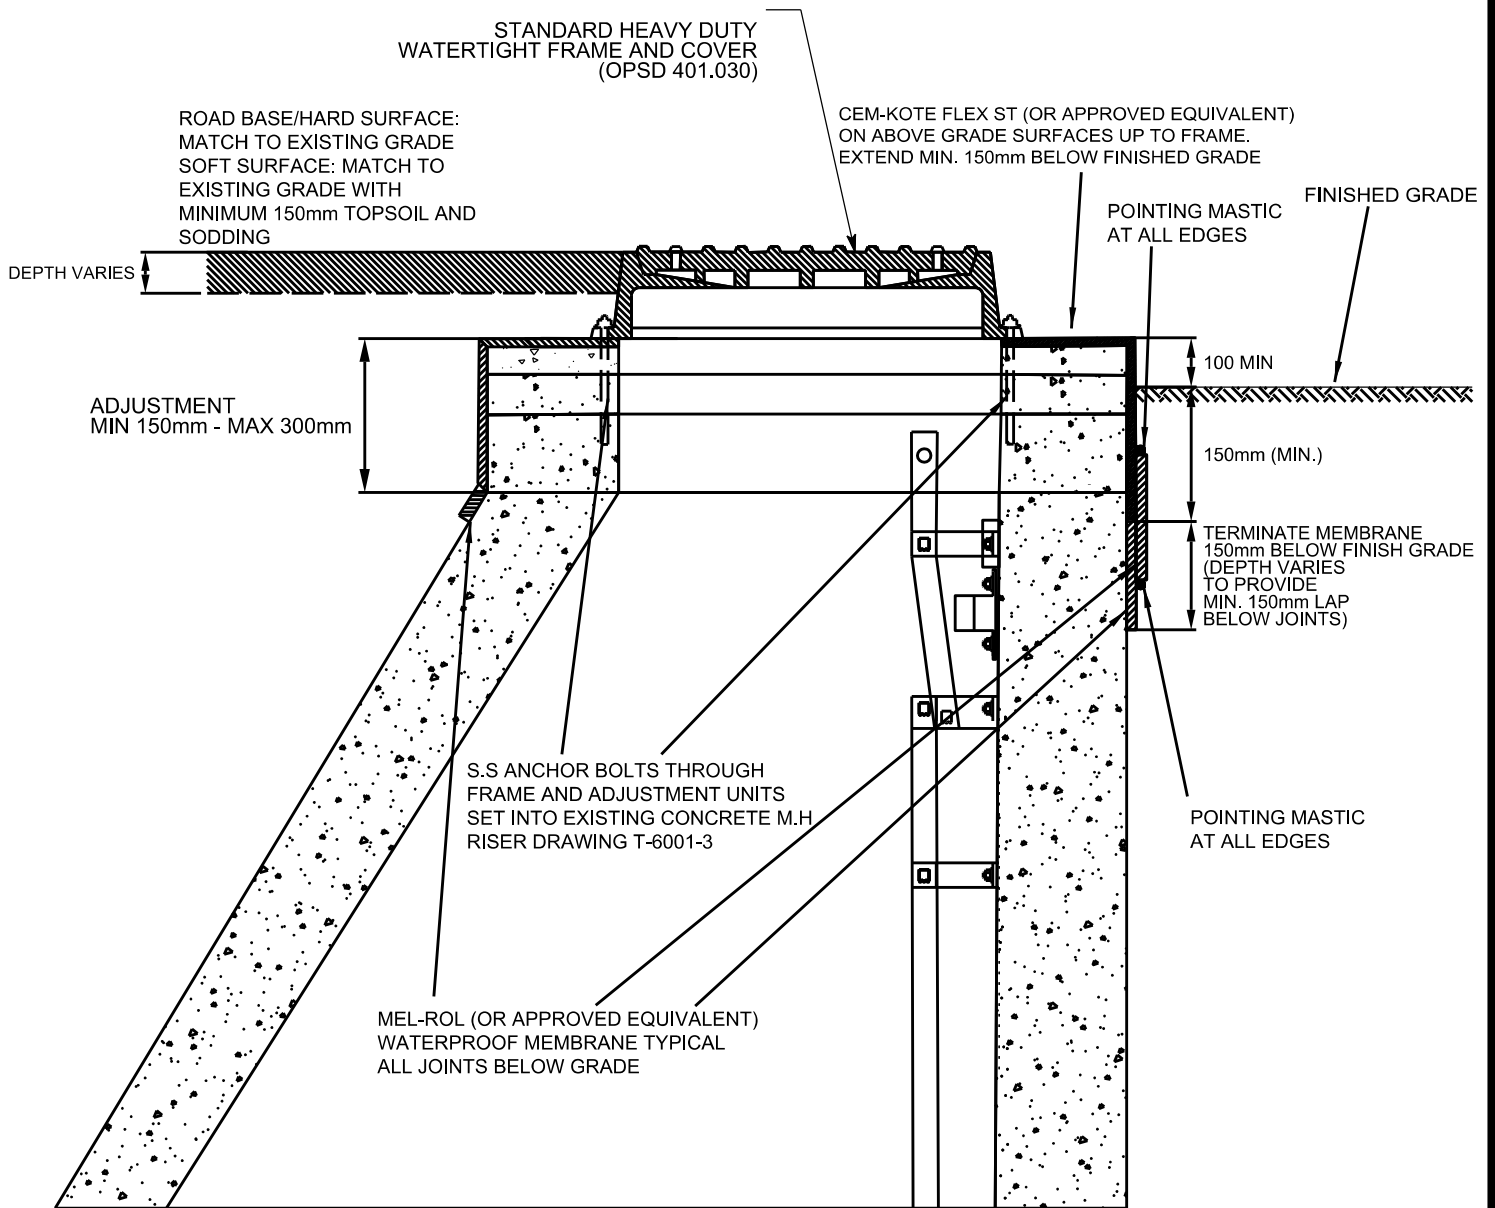 STANDARD HEAVY DUTY
WATERTIGHT FRAME AND COVER
(OPSD 401.030)
ROAD BASE/HARD SURFACE:
MATCH TO EXISTING GRADE
SOFT SURFACE: MATCH TO
EXISTING GRADE WITH
MINIMUM 150mm TOPSOIL AND
SODDING
CEM-KOTE FLEX ST (OR APPROVED EQUIVALENT)
ON ABOVE GRADE SURFACES UP TO FRAME.
EXTEND MIN. 150mm BELOW FINISHED GRADE
FINISHED GRADE
POINTING MASTIC
AT ALL EDGES
DEPTH VARIES
100 MIN
ADJUSTMENT
MIN 150mm - MAX 300mm
150mm (MIN.)
TERMINATE MEMBRANE
150mm BELOW FINISH GRADE
(DEPTH VARIES
TO PROVIDE
MIN. 150mm LAP
BELOW JOINTS)
S.S ANCHOR BOLTS THROUGH
FRAME AND ADJUSTMENT UNITS
SET INTO EXISTING CONCRETE M.H
RISER DRAWING T-6001-3
POINTING MASTIC
AT ALL EDGES
MEL-ROL (OR APPROVED EQUIVALENT)
WATERPROOF MEMBRANE TYPICAL
ALL JOINTS BELOW GRADE